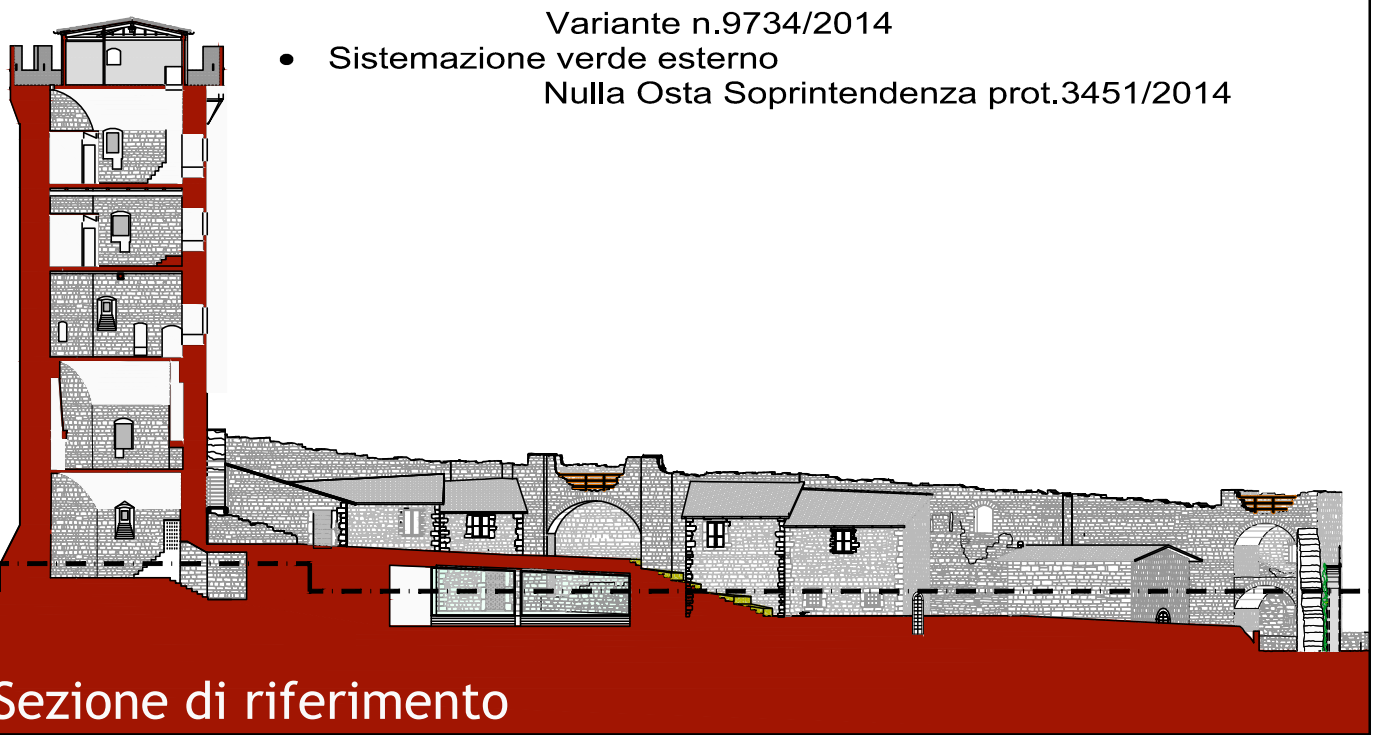 Variante n.9734/2014
• Sistemazione verde esterno
Nulla Osta Soprintendenza prot.3451/2014
Sezione di riferimento